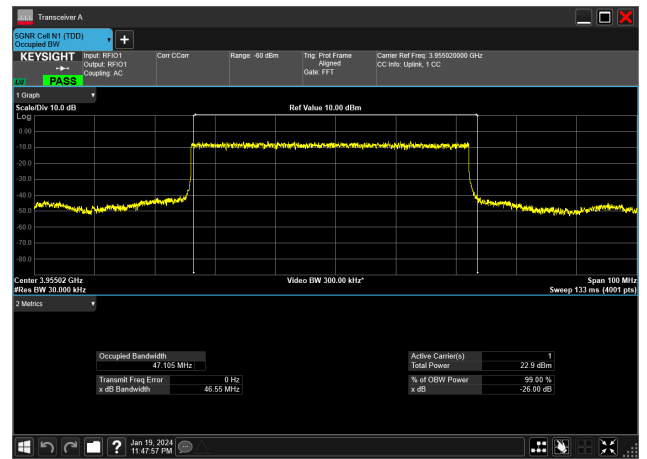 Transceiver A
5GNR Cell N1 (TDD)
Occupied BW
+
KEYSIGHT Input: RFIO1 Corr CCorr Range: -60 dBm Trig: Prot Frame Carrier Ref Freq: 3.955020000 GHz
Output: RFIO1 Aligned CC Info: Uplink, 1 CC
Coupling: AC Gate: FFT
LW PASS
1 Graph
Scale/Div 10.0 dB Ref Value 10.00 dBm
Log
0.00
-10.0
-20.0
-30.0
-40.0
-50.0
-60.0
-70.0
-80.0
Center 3.95502 GHz Video BW 300.00 kHz* Span 100 MHz
#Res BW 30.000 kHz Sweep 133 ms (4001 pts)
2 Metrics
Occupied Bandwidth Active Carrier(s) 1
47.105 MHz Total Power 22.9 dBm
Transmit Freq Error 0 Hz % of OBW Power 99.00 %
x dB Bandwidth 46.55 MHz x dB -26.00 dB
? Jan 19, 2024
11:47:57 PM